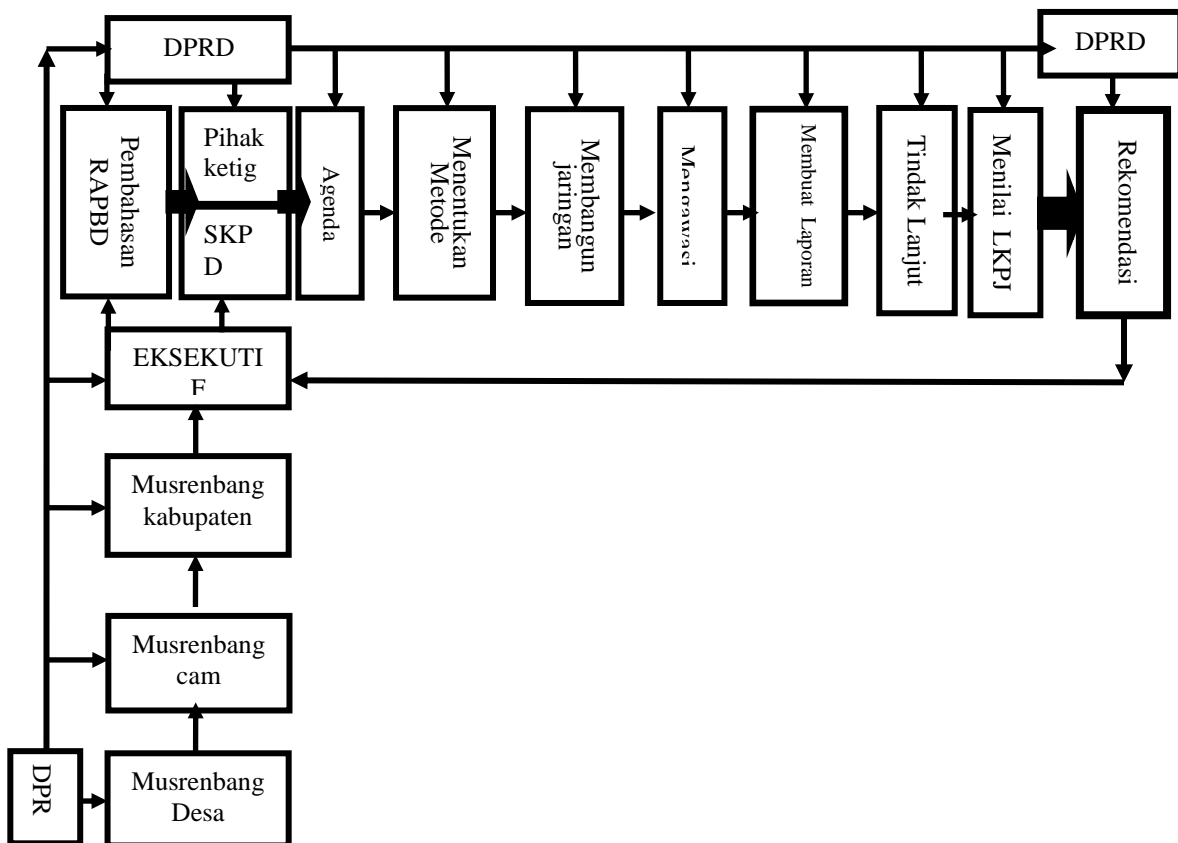 DPRD
DPRD
Pembahasan
RAPBD
Pihak
ketig
SKP
D
Agenda
Menentukan
Metode
Membangun
jaringan
Mengawasi
Membuat Laporan
Tindak Lanjut
Menilai LKPJ
Rekomendasi
EKSEKUTI
F
Musrenbang
kabupaten
Musrenbang
cam
DPR
Musrenbang
Desa